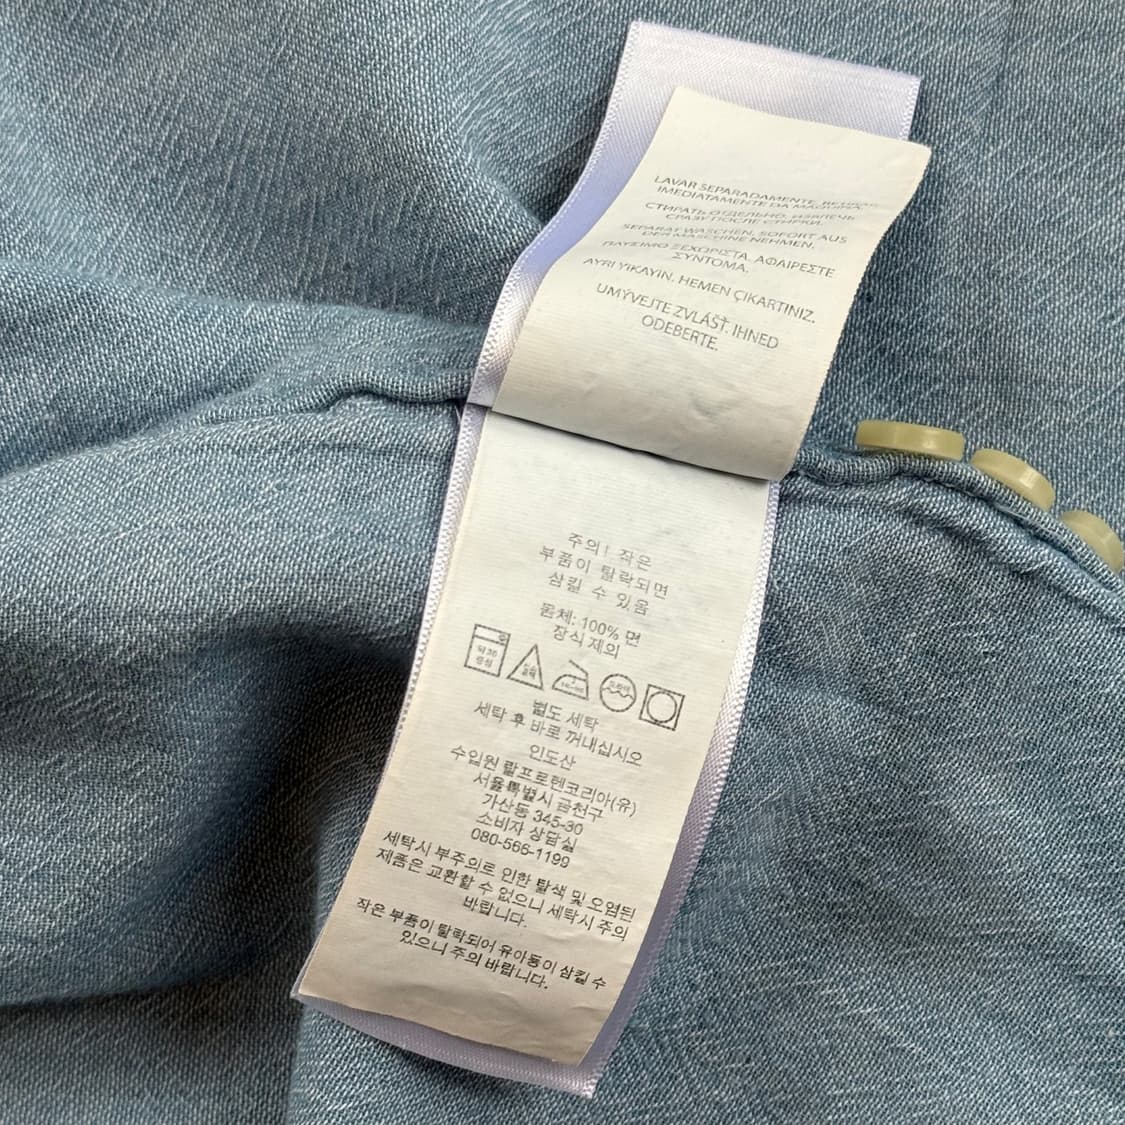 LAVAR SEPARADAMENTE. RETIRAR
IMEDIATAMENTE DA MÁQUINA.
СТИРАТЬ ОТДЕЛЬНО, ИЗВЛЕЧЬ
СРАЗУ ПОСЛЕ СТИРКИ.
SEPARAT WASCHEN. SOFORT AUS
DER MASCHINE NEHMEN.
ΠΛΥΣΙΜΟ ΞΕΧΩΡΙΣΤΑ. ΑΦΑΙΡΕΣΤΕ
ΣΥΝΤΟΜΑ.
AYRI YIKAYIN. HEMEN ÇIKARTINIZ.
UMÝVEJTE ZVLÁŠŤ. IHNED
ODEBERTE.
주의! 작은
부품이 탈락되면
삼킬 수 있음
몸체: 100% 면
장식 제외
약 30
중성
별도 세탁
세탁 후 바로 꺼내십시오
인도산
수입원 랄프로렌코리아(유)
서울특별시 금천구
가산동 345-30
소비자 상담실
080-566-1199
세탁시 부주의로 인한 탈색 및 오염된
제품은 교환할 수 없으니 세탁시 주의
바랍니다.
작은 부품이 탈락되어 유아동이 삼킬 수
있으니 주의 바랍니다.